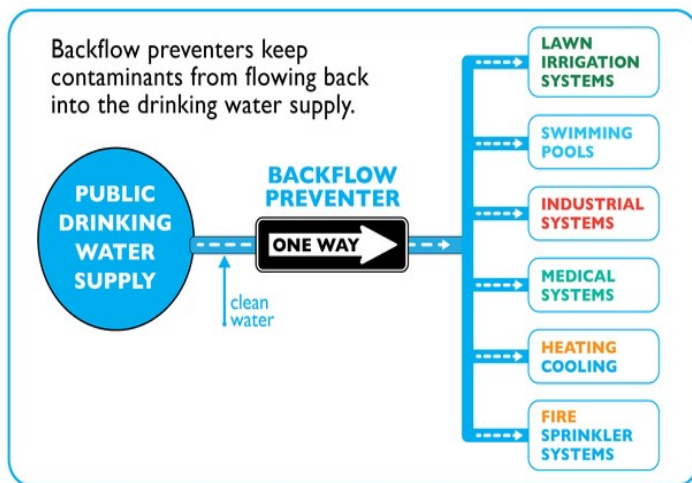 Backflow preventers keep
contaminants from flowing back
into the drinking water supply.
PUBLIC
DRINKING
WATER
SUPPLY
clean
water
BACKFLOW
PREVENTER
ONE WAY
LAWN
IRRIGATION
SYSTEMS
SWIMMING
POOLS
INDUSTRIAL
SYSTEMS
MEDICAL
SYSTEMS
HEATING
COOLING
FIRE
SPRINKLER
SYSTEMS